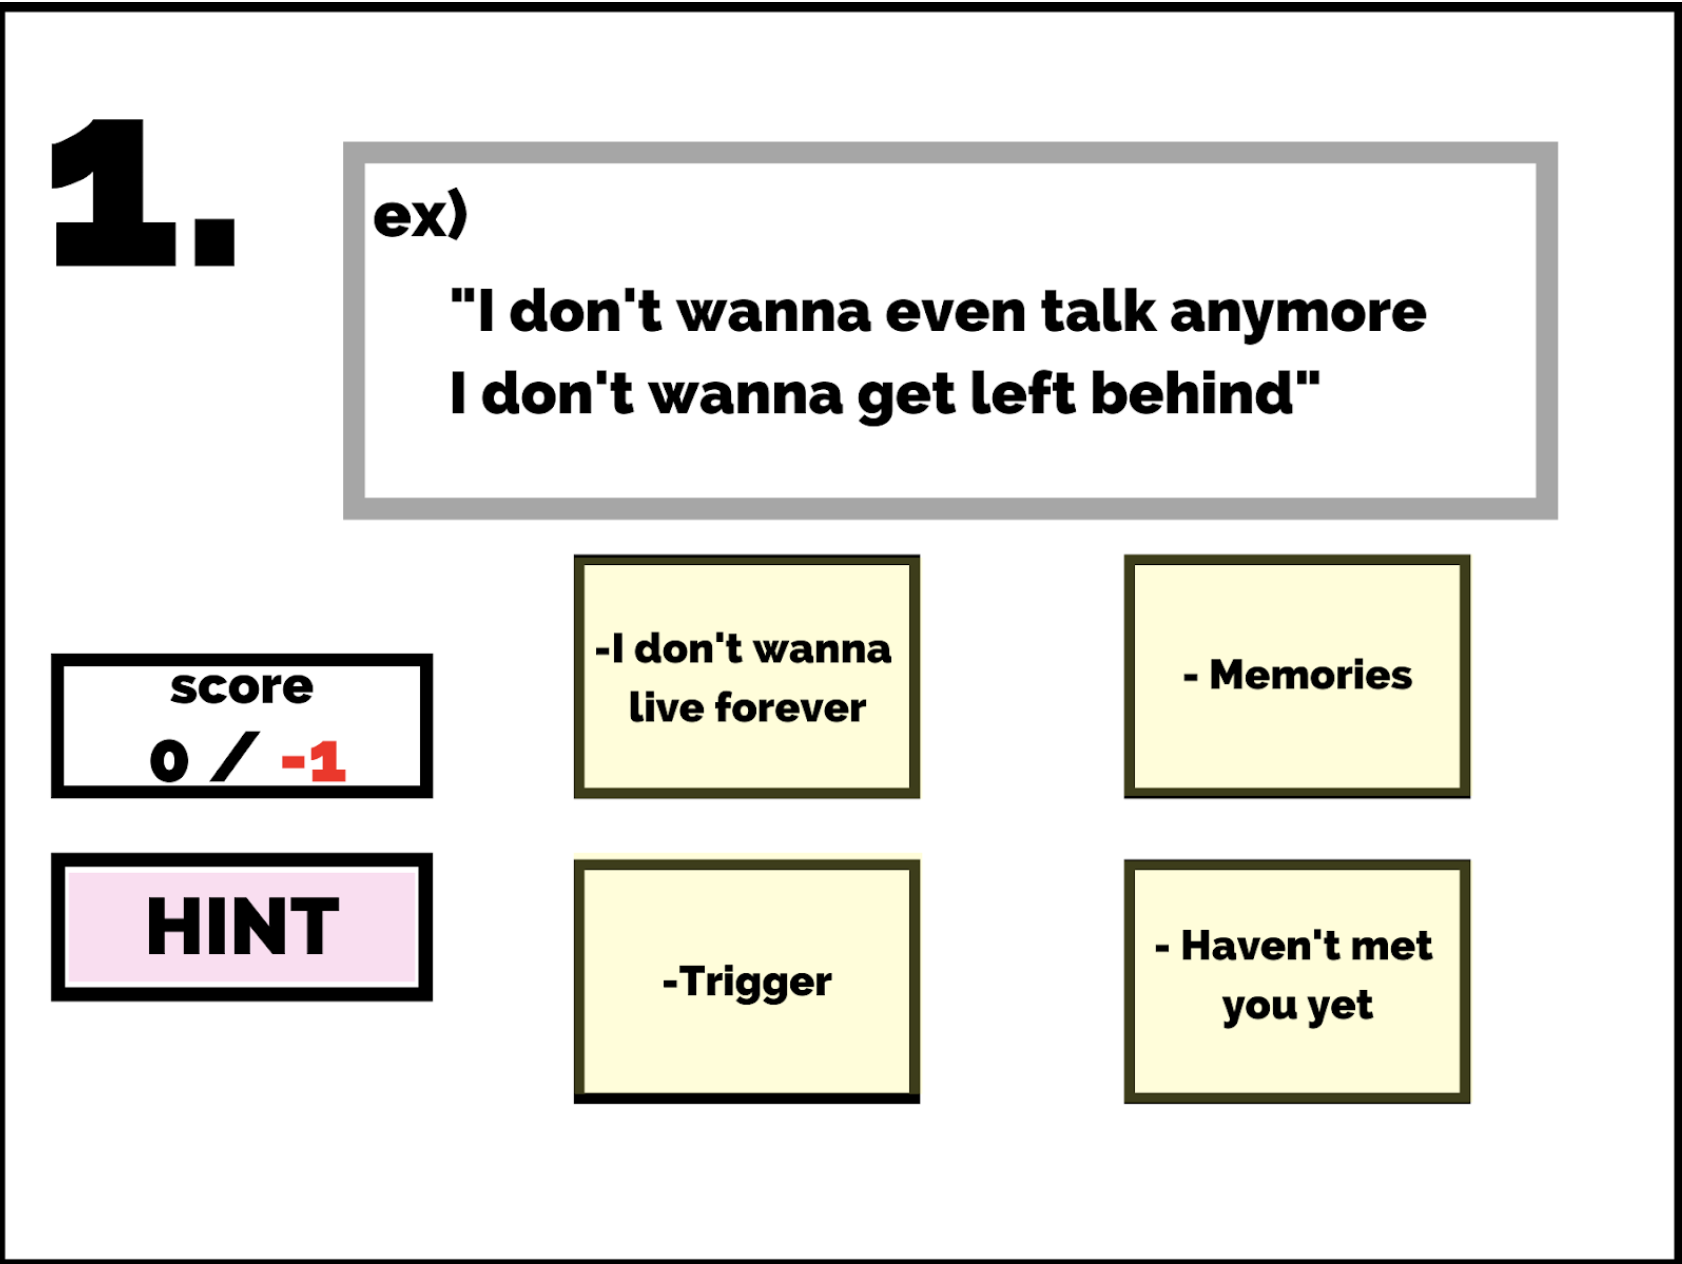 1.
ex)
"I don't wanna even talk anymore
I don't wanna get left behind"
score
0 / -1
HINT
-I don't wanna
live forever
- Memories
-Trigger
- Haven't met
you yet